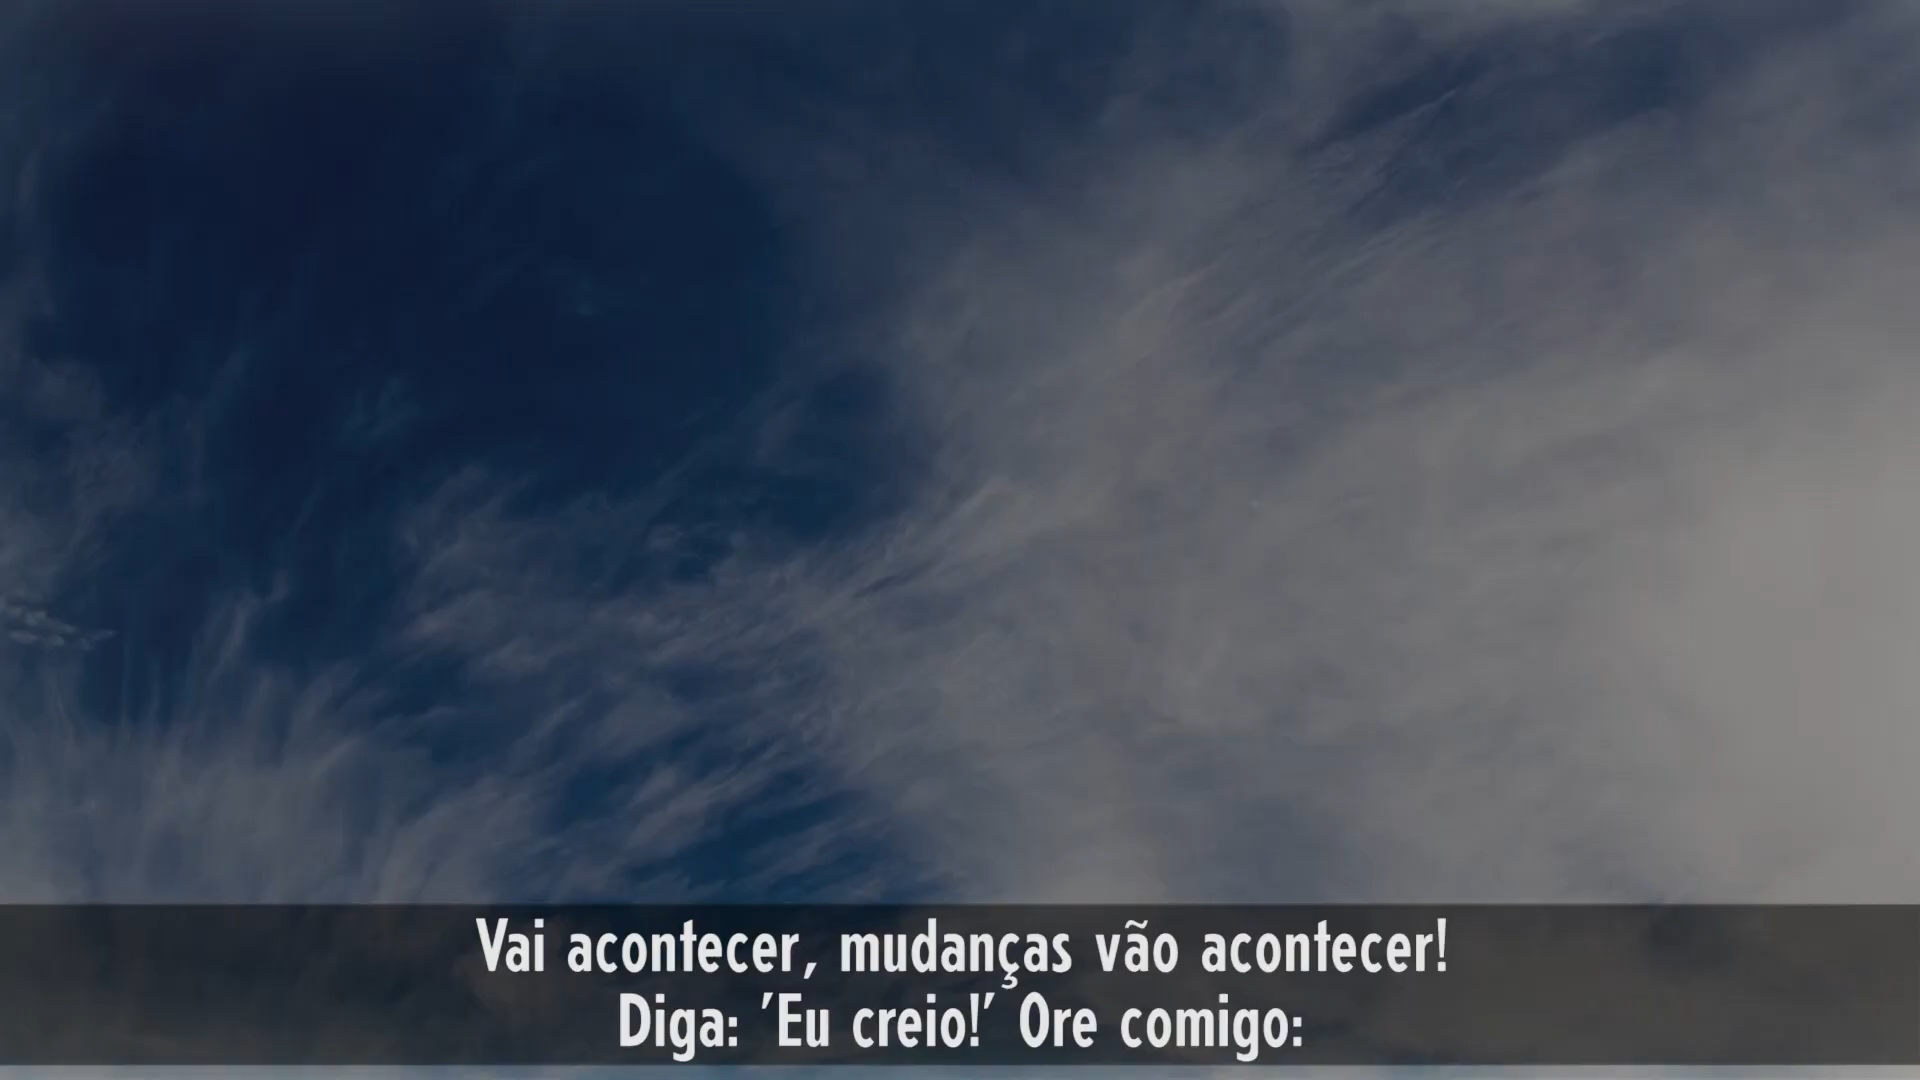 Vai acontecer, mudanças vão acontecer!
Diga: 'Eu creio!' Ore comigo: